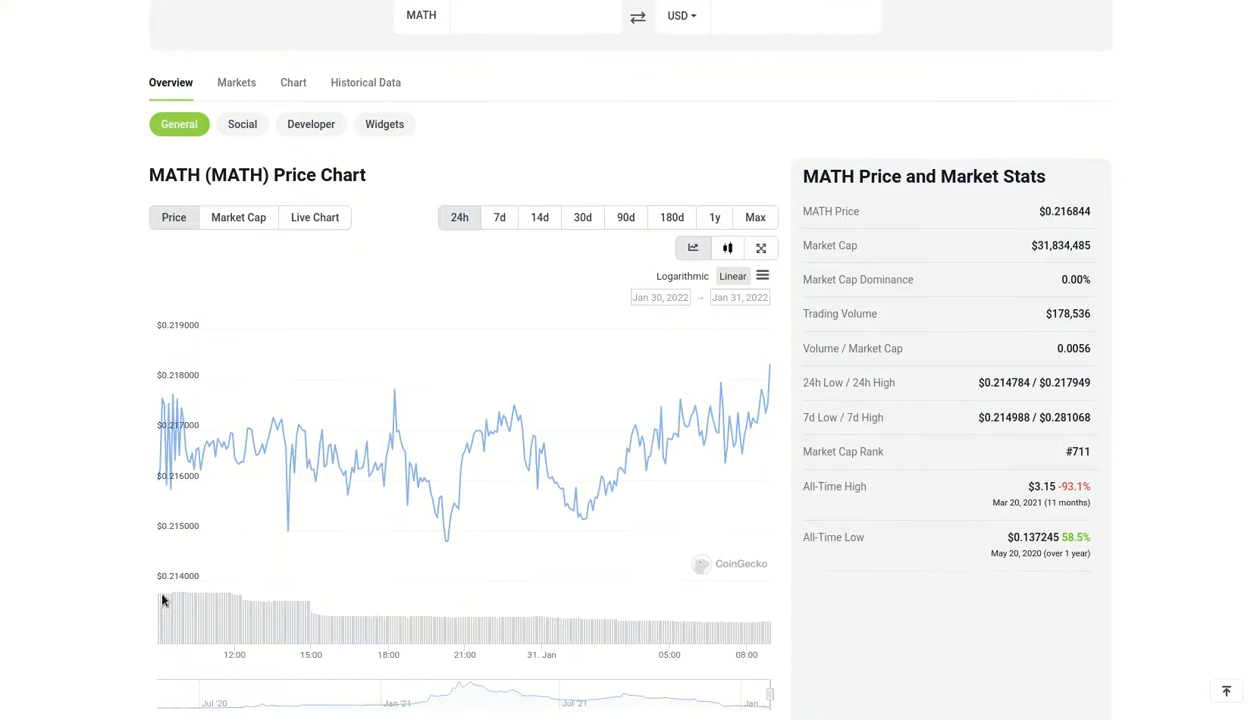 MATH
USD
Overview
Markets
Chart
Historical Data
General
Social
Developer
Widgets
MATH (MATH) Price Chart
Price
Market Cap
Live Chart
24h
7d
14d
30d
90d
180d
1y
Max
Logarithmic
Linear
Jan 30, 2022 → Jan 31, 2022
$0.219000
$0.218000
$0.217000
$0.216000
$0.215000
$0.214000
CoinGecko
12:00
15:00
18:00
21:00
31. Jan
05:00
08:00
Jul '20
Jan '21
Jul '21
Jan
MATH Price and Market Stats
MATH Price $0.216844
Market Cap $31,834,485
Market Cap Dominance 0.00%
Trading Volume $178,536
Volume / Market Cap 0.0056
24h Low / 24h High $0.214784 / $0.217949
7d Low / 7d High $0.214988 / $0.281068
Market Cap Rank #711
All-Time High $3.15 -93.1%
Mar 20, 2021 (11 months)
All-Time Low $0.137245 58.5%
May 20, 2020 (over 1 year)